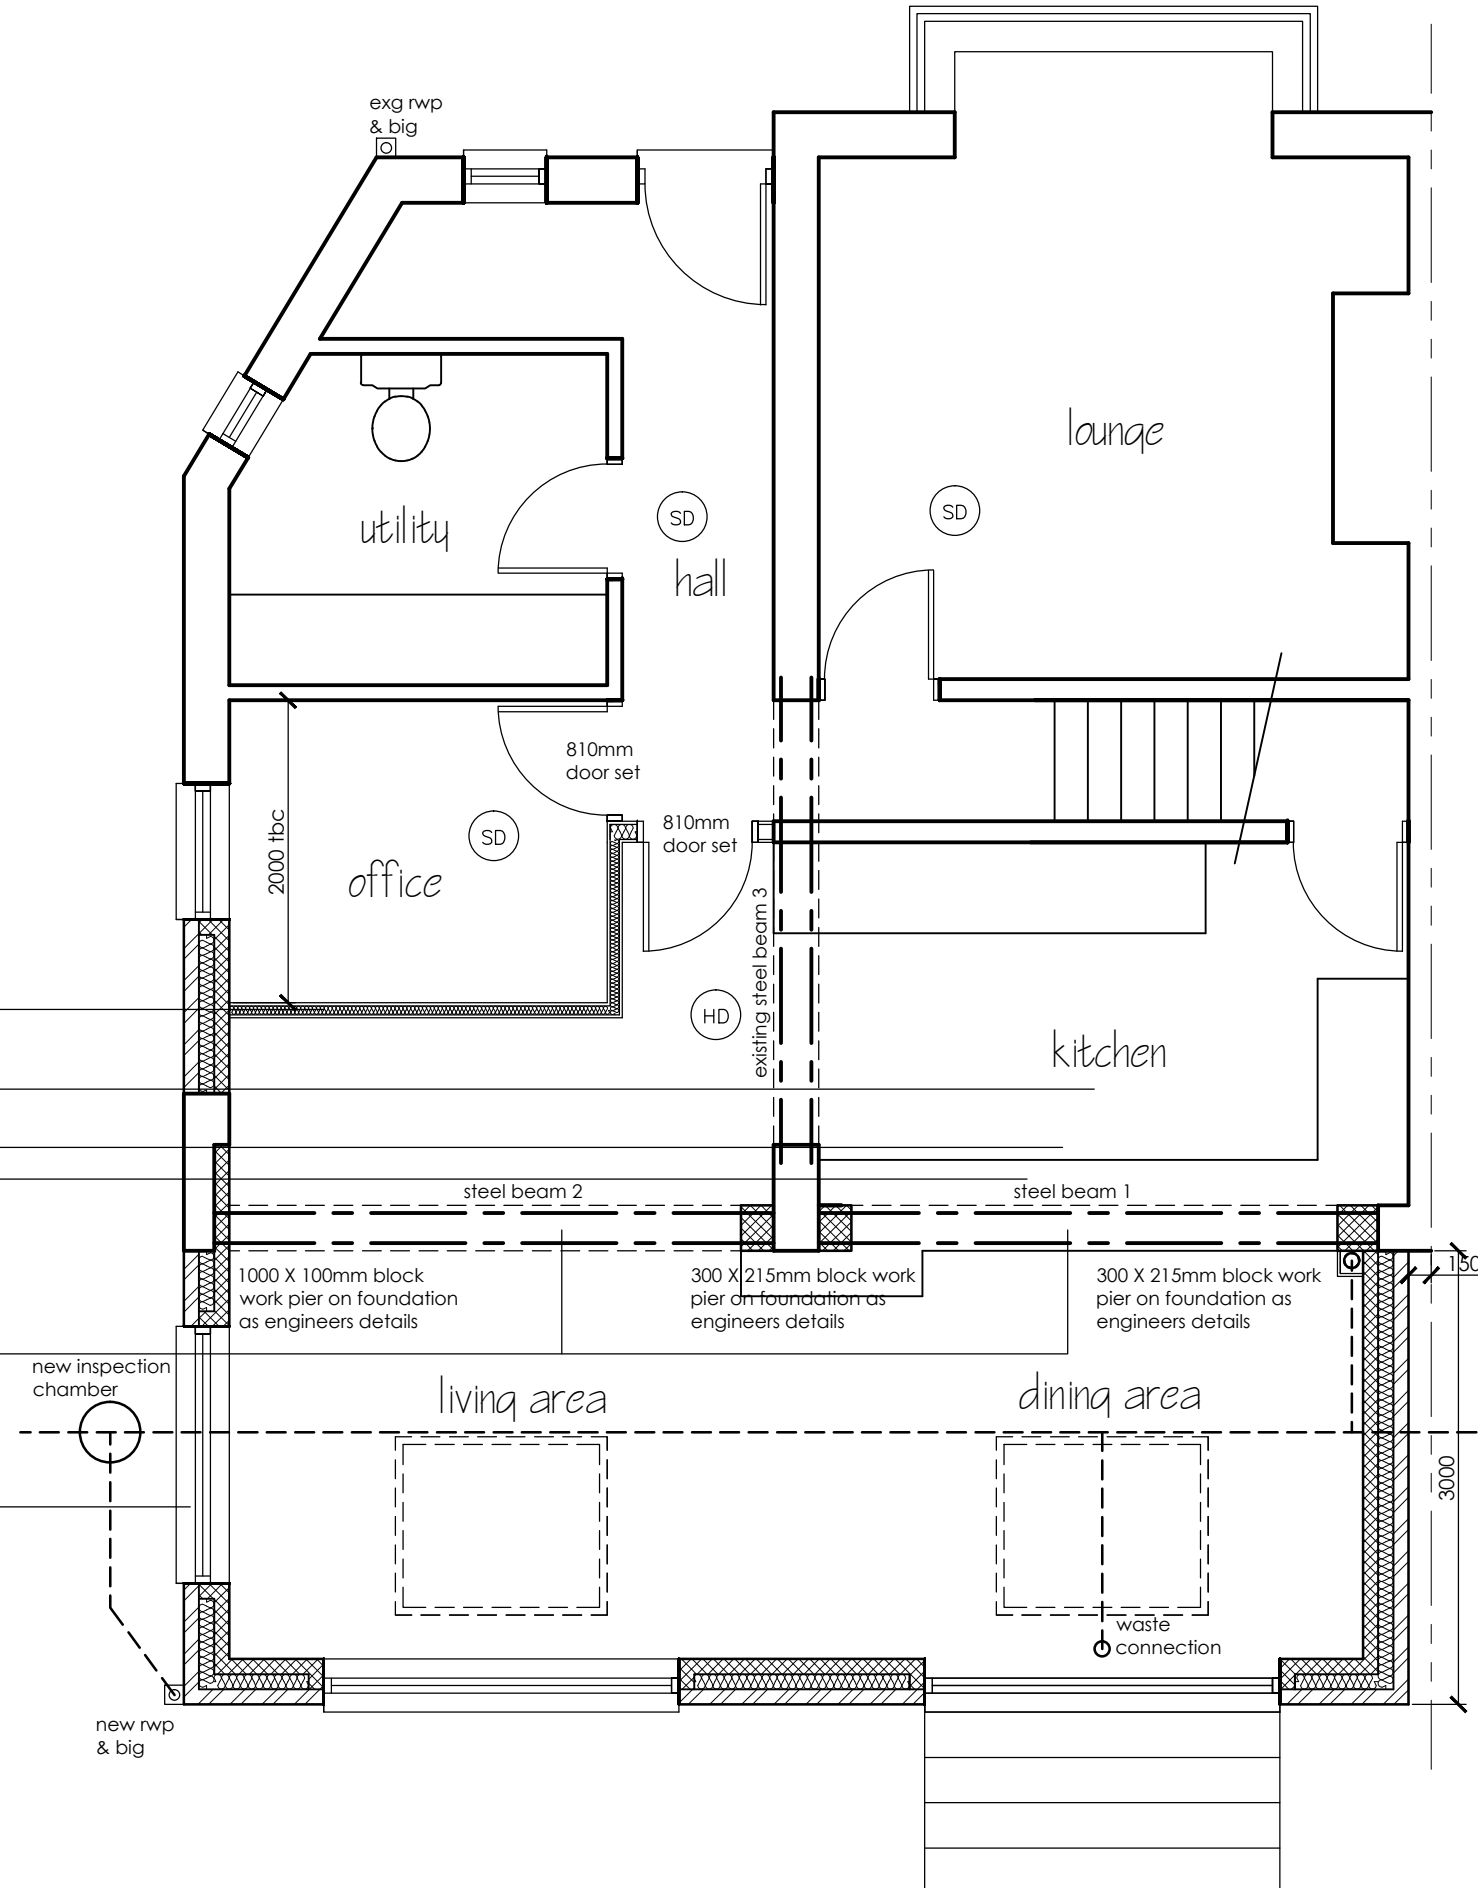 exg rwp
& big
lounge
utility
SD
SD
hall
810mm
door set
810mm
door set
2000 tbc
SD
office
existing steel beam 3
HD
kitchen
steel beam 2
steel beam 1
1000 X 100mm block
work pier on foundation
as engineers details
300 X 215mm block work
pier on foundation as
engineers details
300 X 215mm block work
pier on foundation as
engineers details
150
new inspection
chamber
living area
dining area
3000
waste
connection
new rwp
& big